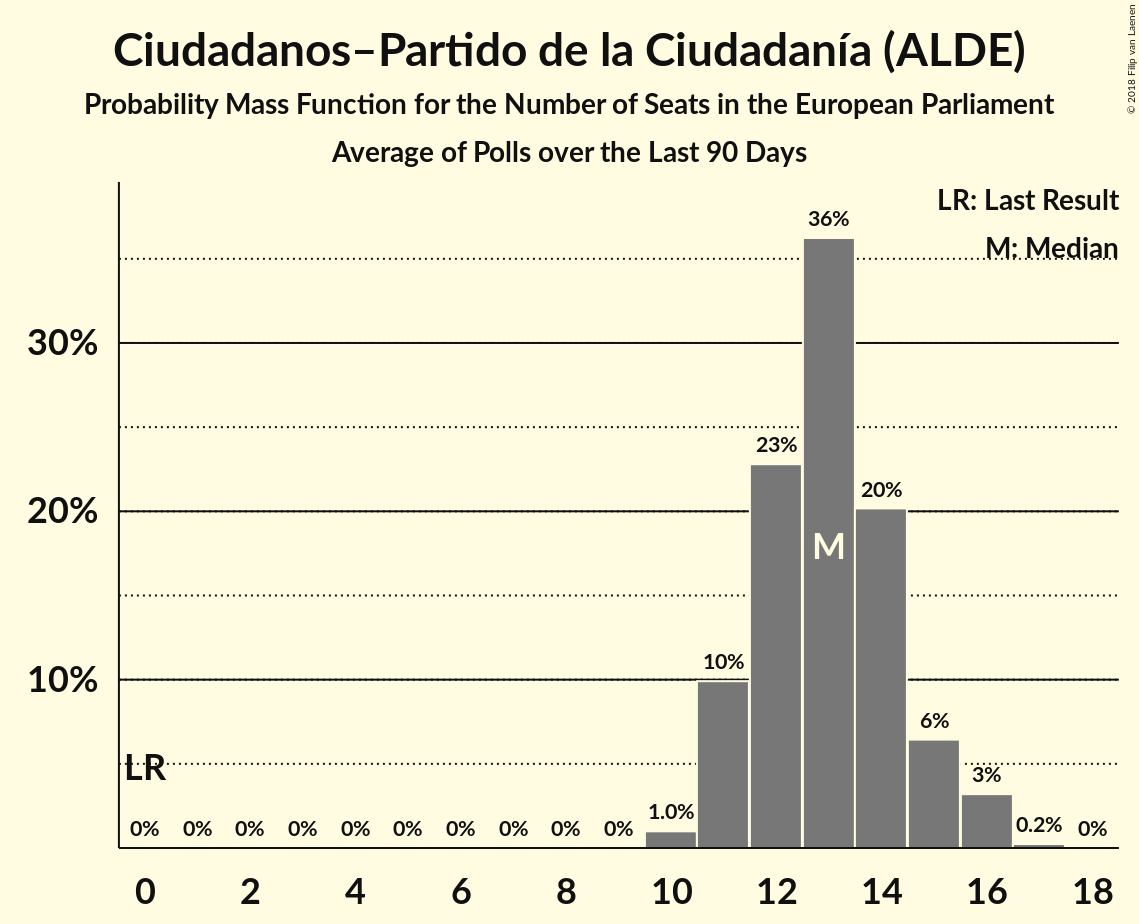 Ciudadanos–Partido de la Ciudadanía (ALDE)
Probability Mass Function for the Number of Seats in the European Parliament
Average of Polls over the Last 90 Days
© 2018 Filip van Laenen
LR: Last Result
M: Median
36%
30%
23%
20%
20%
M
10%
10%
6%
LR
3%
1.0%
0.2%
0% 0% 0% 0% 0% 0% 0% 0% 0% 0% 0%
0 2 4 6 8 10 12 14 16 18